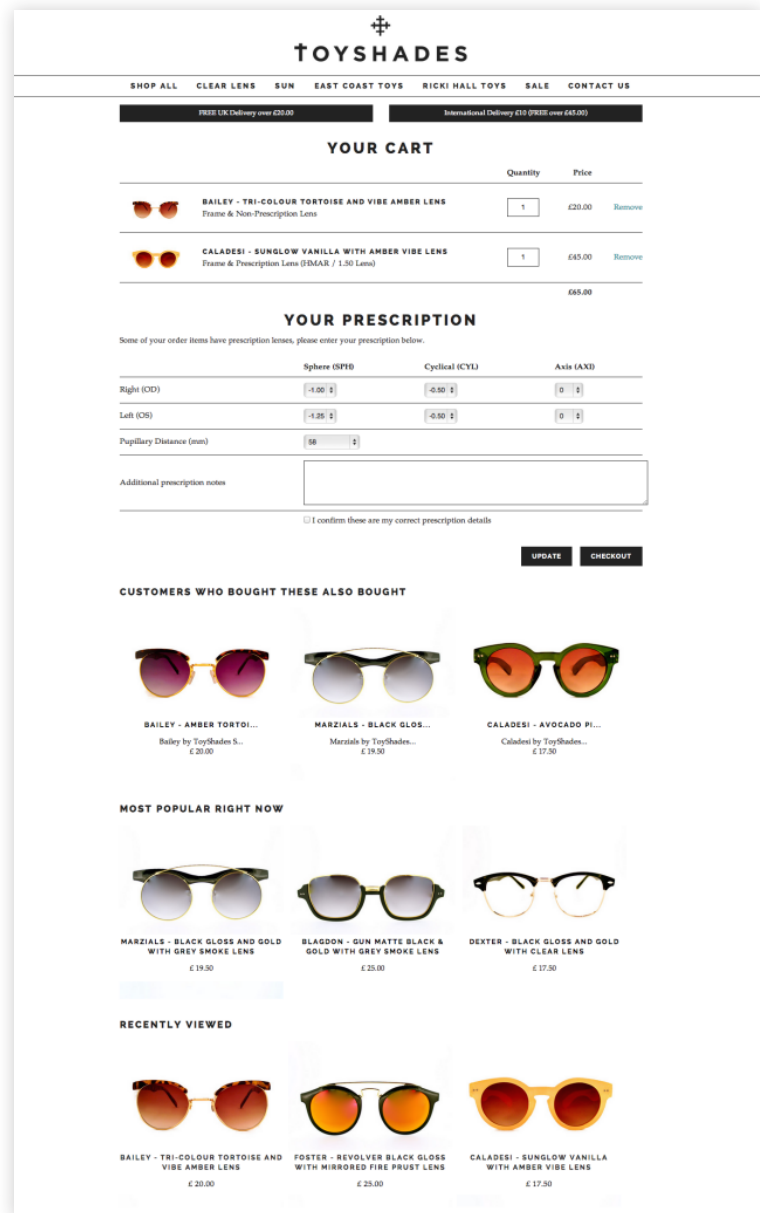 TOYSHADES
SHOP ALL CLEAR LENS SUN EAST COAST TOYS RICKI HALL TOYS SALE CONTACT US
FREE UK Delivery over £20.00 International Delivery £10 (FREE over £45.00)
YOUR CART
Quantity Price
BAILEY - TRI-COLOUR TORTOISE AND VIBE AMBER LENS
Frame & Non-Prescription Lens
1 £20.00 Remove
CALADESI - SUNGLOW VANILLA WITH AMBER VIBE LENS
Frame & Prescription Lens (HMAR / 1.50 Lens)
1 £45.00 Remove
£65.00
YOUR PRESCRIPTION
Some of your order items have prescription lenses, please enter your prescription below.
Sphere (SPH) Cyclical (CYL) Axis (AXI)
Right (OD) -1.00 -0.50 0
Left (OS) -1.25 -0.50 0
Pupillary Distance (mm) 58
Additional prescription notes
I confirm these are my correct prescription details
UPDATE CHECKOUT
CUSTOMERS WHO BOUGHT THESE ALSO BOUGHT
BAILEY - AMBER TORTOI... MARZIALS - BLACK GLOS... CALADESI - AVOCADO PI...
Bailey by ToyShades S... Marzials by ToyShades... Caladesi by ToyShades...
£ 20.00 £ 19.50 £ 17.50
MOST POPULAR RIGHT NOW
MARZIALS - BLACK GLOSS AND GOLD BLAGDON - GUN MATTE BLACK & DEXTER - BLACK GLOSS AND GOLD
WITH GREY SMOKE LENS GOLD WITH GREY SMOKE LENS WITH CLEAR LENS
£ 19.50 £ 25.00 £ 17.50
RECENTLY VIEWED
BAILEY - TRI-COLOUR TORTOISE AND FOSTER - REVOLVER BLACK GLOSS CALADESI - SUNGLOW VANILLA
VIBE AMBER LENS WITH MIRRORED FIRE PRUST LENS WITH AMBER VIBE LENS
£ 20.00 £ 25.00 £ 17.50